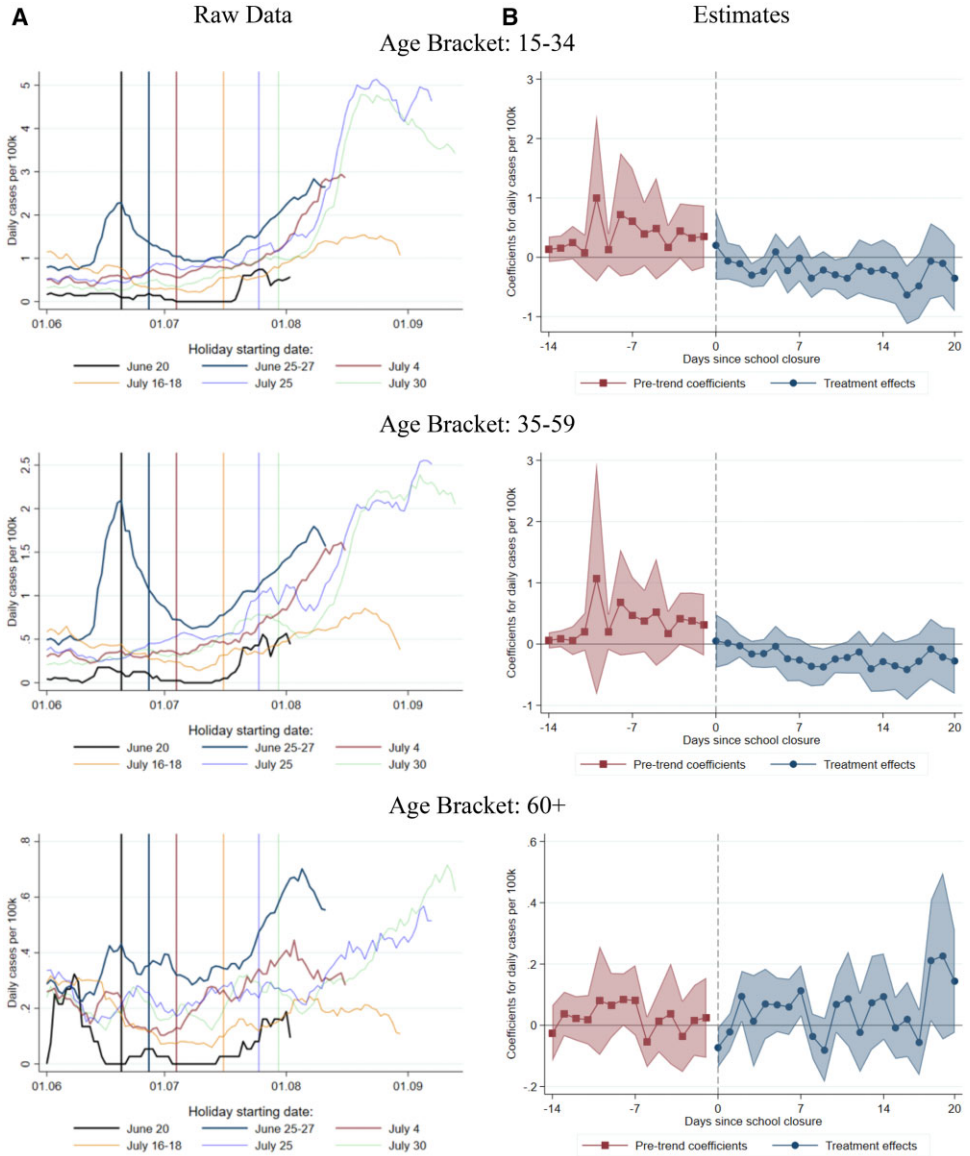 A Raw Data B Estimates
Age Bracket: 15-34
Daily cases per 100k
5
4
3
2
1
0
01.06 01.07 01.08 01.09
Holiday starting date:
June 20 June 25-27 July 4
July 16-18 July 25 July 30
Coefficients for daily cases per 100k
3
2
1
0
-1
0
-14 -7 0 7 14 20
Days since school closure
Pre-trend coefficients Treatment effects
Age Bracket: 35-59
Daily cases per 100k
2.5
2
1.5
1
.5
0
01.06 01.07 01.08 01.09
Holiday starting date:
June 20 June 25-27 July 4
July 16-18 July 25 July 30
Coefficients for daily cases per 100k
3
2
1
0
-1
-14 -7 0 7 14 20
Days since school closure
Pre-trend coefficients Treatment effects
Age Bracket: 60+
Daily cases per 100k
.8
.6
.4
.2
0
01.06 01.07 01.08 01.09
Holiday starting date:
June 20 June 25-27 July 4
July 16-18 July 25 July 30
Coefficients for daily cases per 100k
.6
.4
.2
0
-.2
-14 -7 0 7 14 20
Days since school closure
Pre-trend coefficients Treatment effects